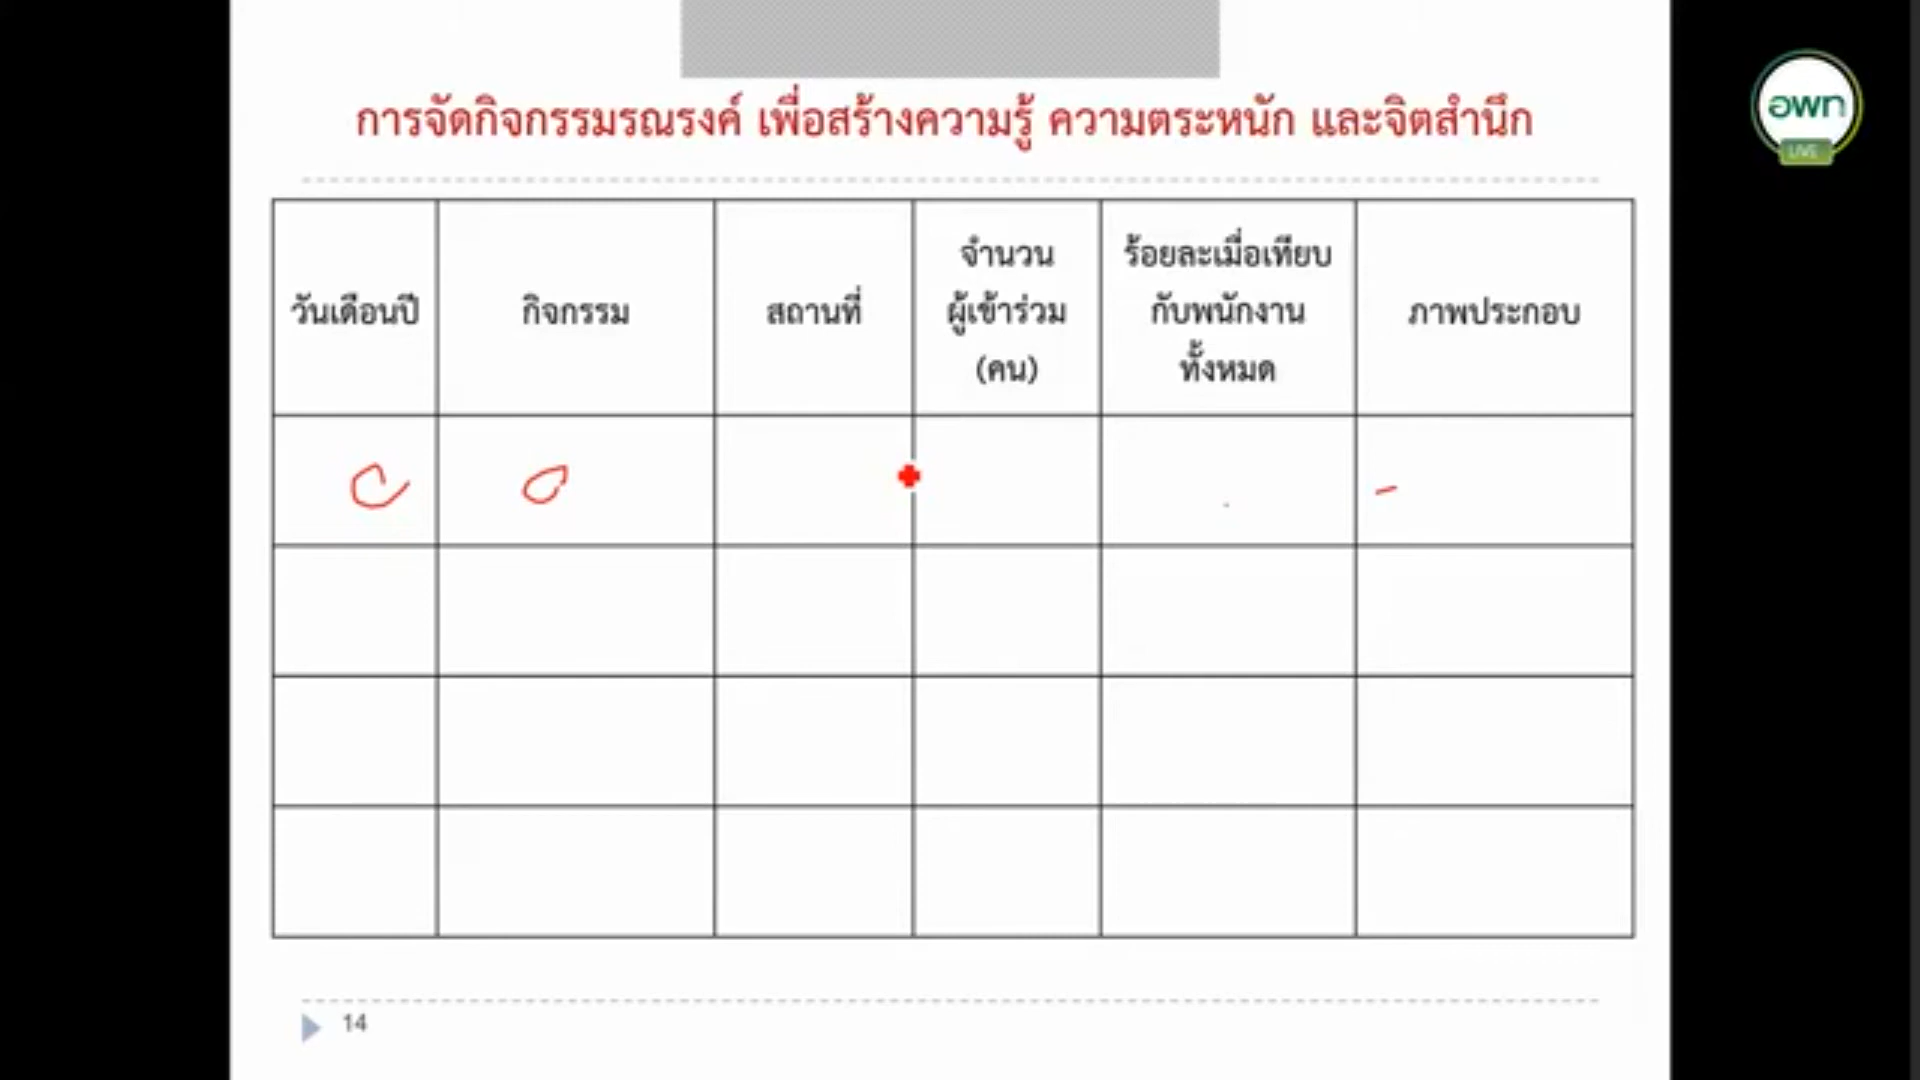 อพท
LIVE
การจัดกิจกรรมรณรงค์ เพื่อสร้างความรู้ ความตระหนัก และจิตสำนึก
วันเดือนปี
กิจกรรม
สถานที่
จำนวน
ผู้เข้าร่วม
(คน)
ร้อยละเมื่อเทียบ
กับพนักงาน
ทั้งหมด
ภาพประกอบ
14